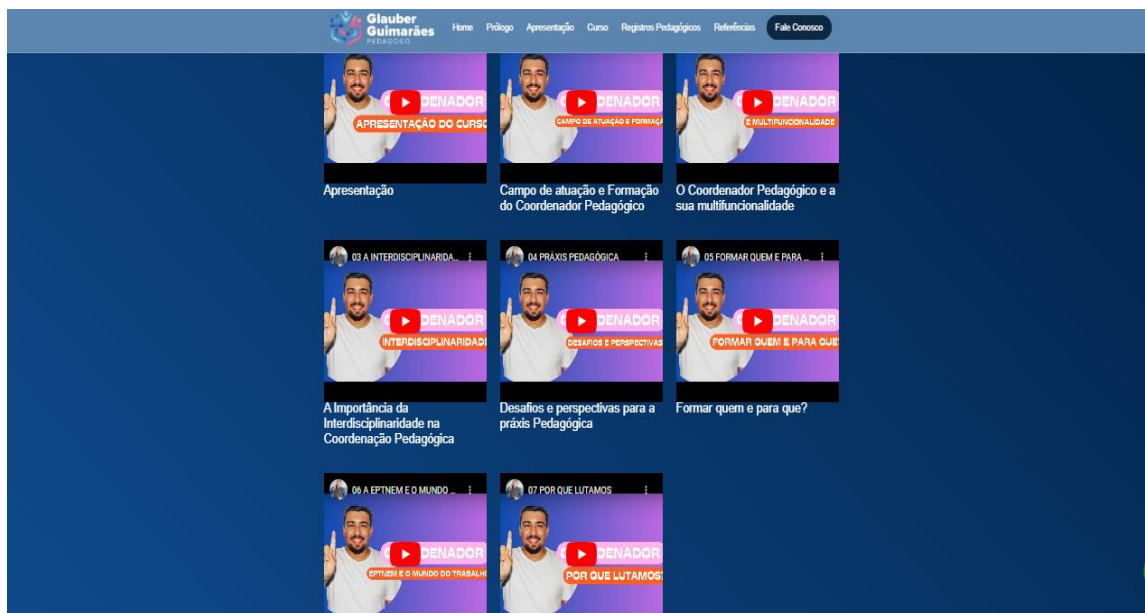 Glauber
Guimarães
PEDAGOGO
Home Prólogo Apresentação Curso Registros Pedagógicos Referências Fale Conosco
DENADOR
APRESENTAÇÃO DO CURSO
DENADOR
CAMPO DE ATUAÇÃO E FORMAÇÃ
DENADOR
E MULTIFUNCIONALIDADE
Apresentação
Campo de atuação e Formação
do Coordenador Pedagógico
O Coordenador Pedagógico e a
sua multifuncionalidade
03 A INTERDISCIPLINARIDA...
DENADOR
INTERDISCIPLINARIDAD
04 PRÁXIS PEDAGÓGICA
DENADOR
DESAFIOS E PERSPECTIVAS
05 FORMAR QUEM E PARA ...
DENADOR
FORMAR QUEM E PARA QUE?
A Importância da
Interdisciplinaridade na
Coordenação Pedagógica
Desafios e perspectivas para a
práxis Pedagógica
Formar quem e para que?
06 A EPTNEM E O MUNDO ...
DENADOR
EPTNEM E O MUNDO DO TRABALHO
07 POR QUE LUTAMOS
DENADOR
POR QUE LUTAMOS?